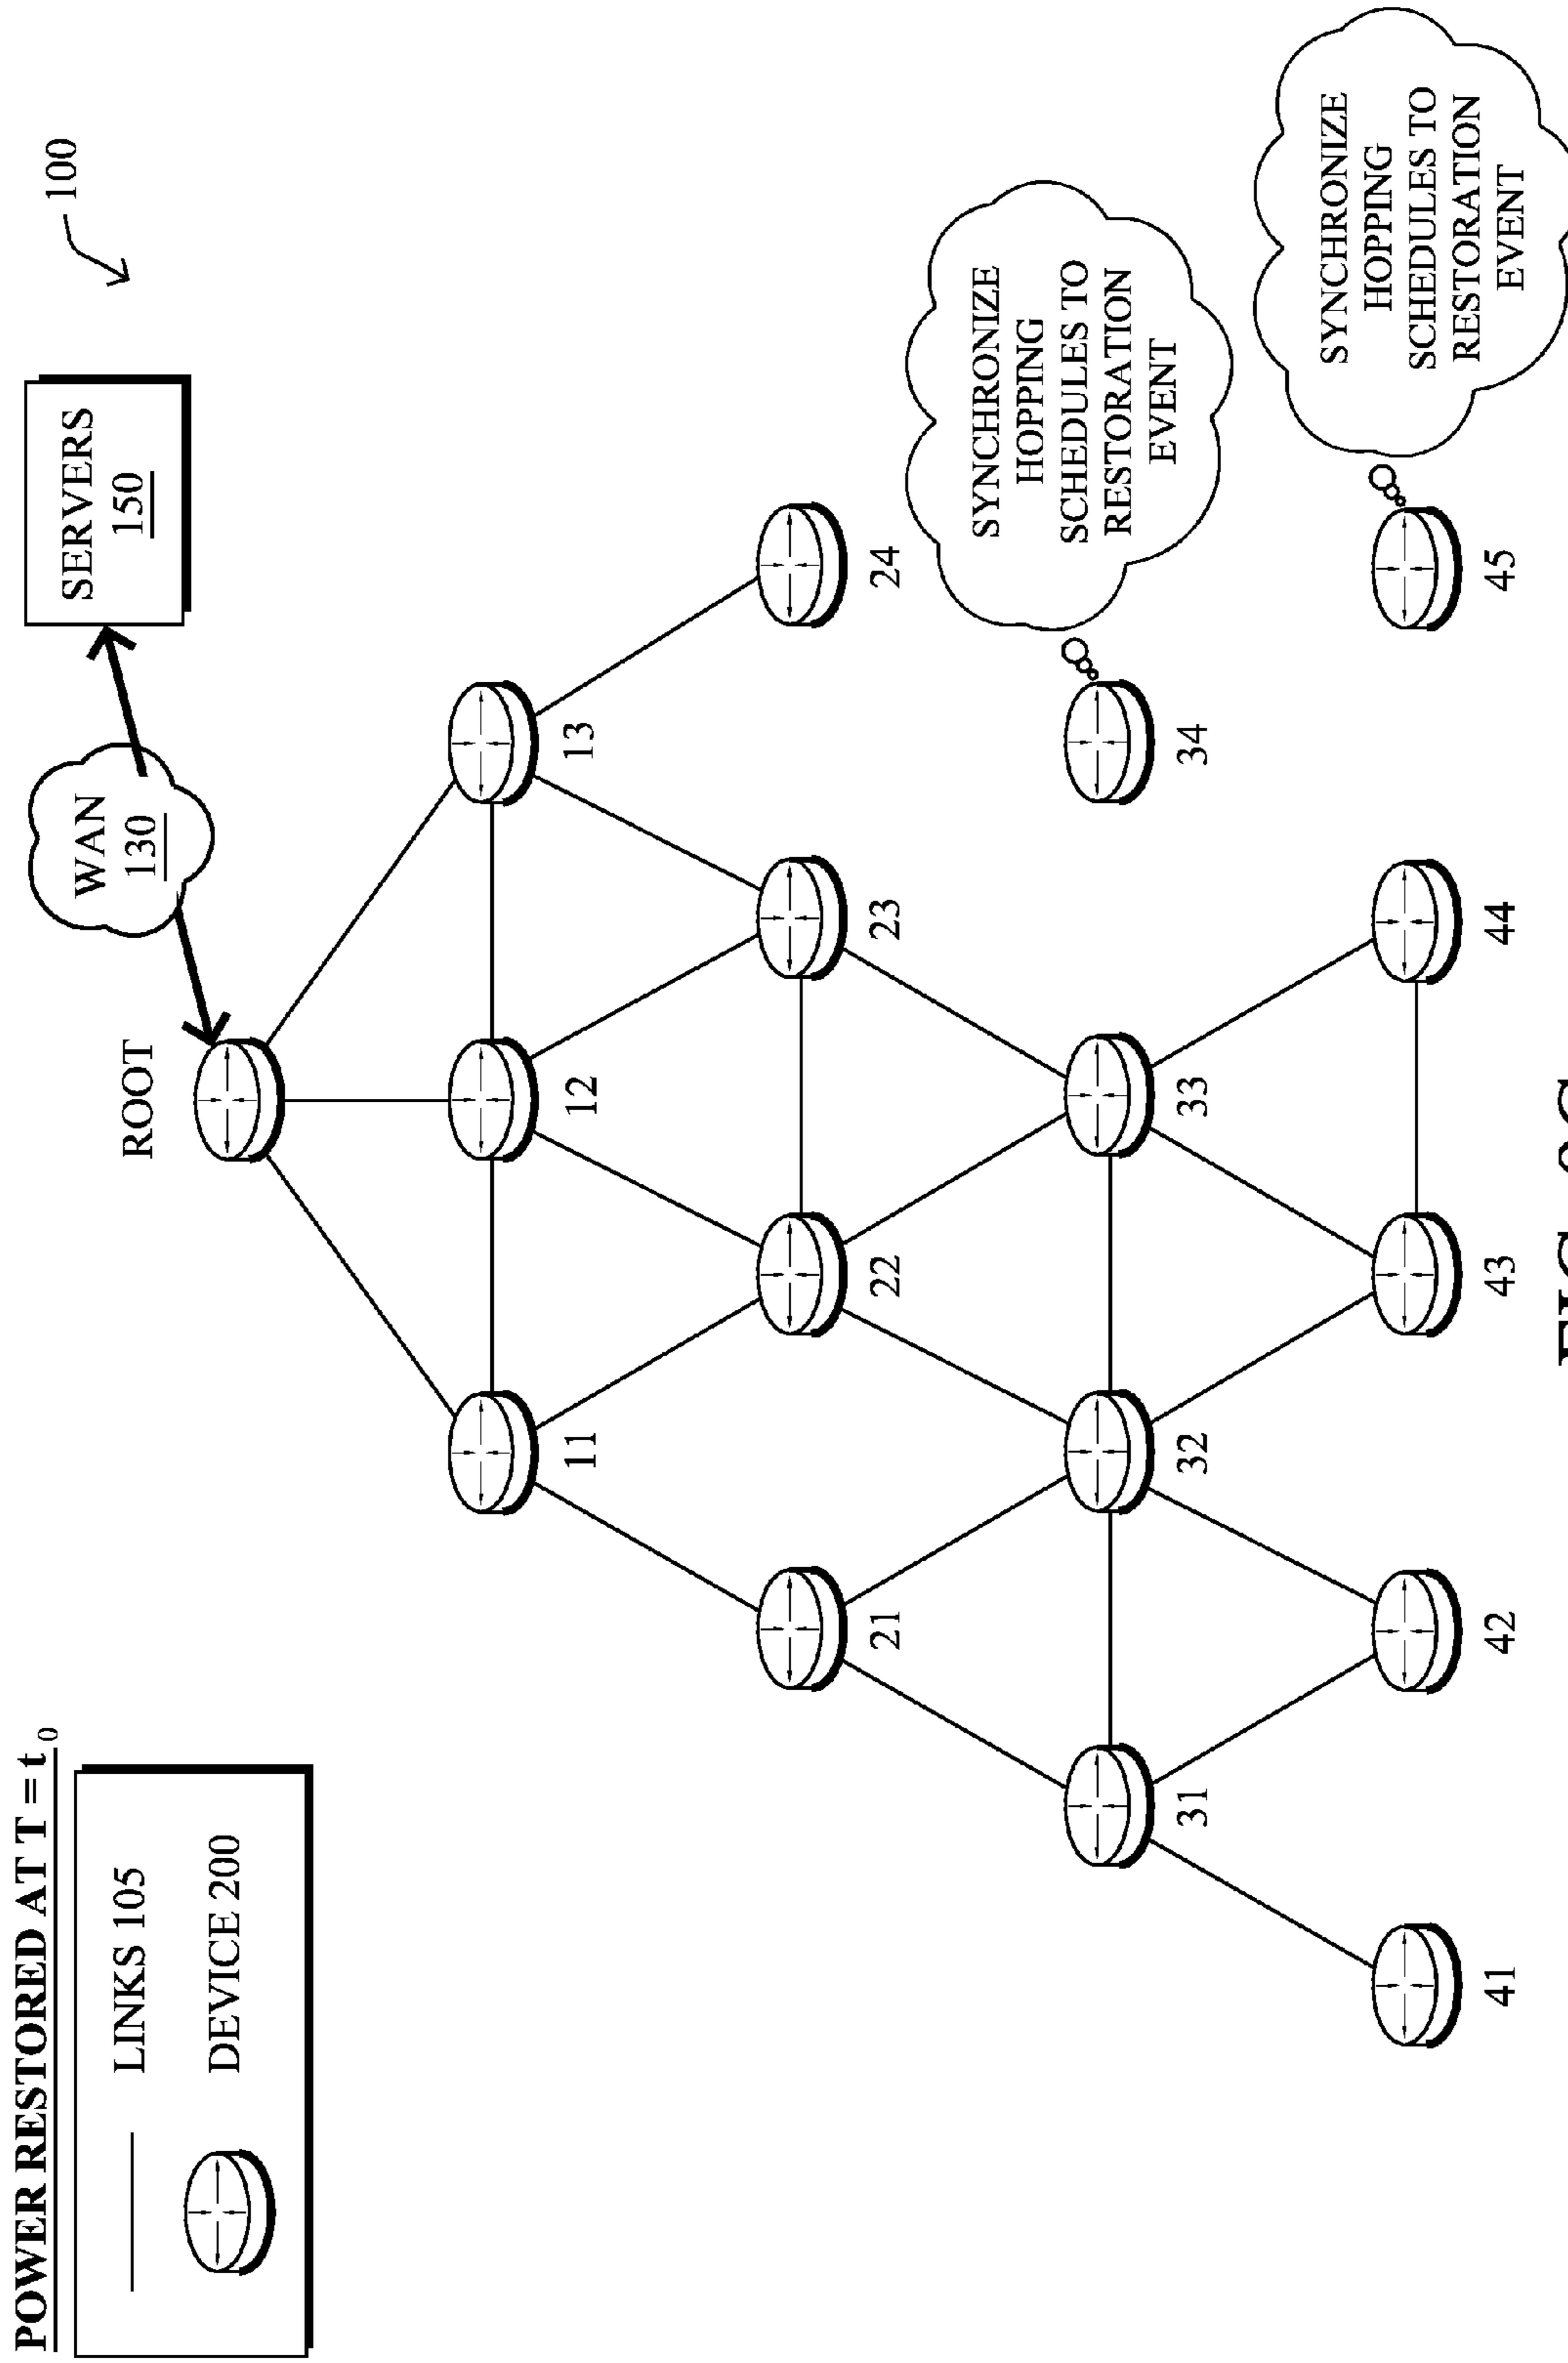 POWER RESTORED AT T = t0
LINKS 105
DEVICE 200
100
SERVERS
150
WAN
130
ROOT
11
12
13
21
22
23
24
31
32
33
34
SYNCHRONIZE
HOPPING
SCHEDULES TO
RESTORATION
EVENT
41
42
43
44
45
SYNCHRONIZE
HOPPING
SCHEDULES TO
RESTORATION
EVENT